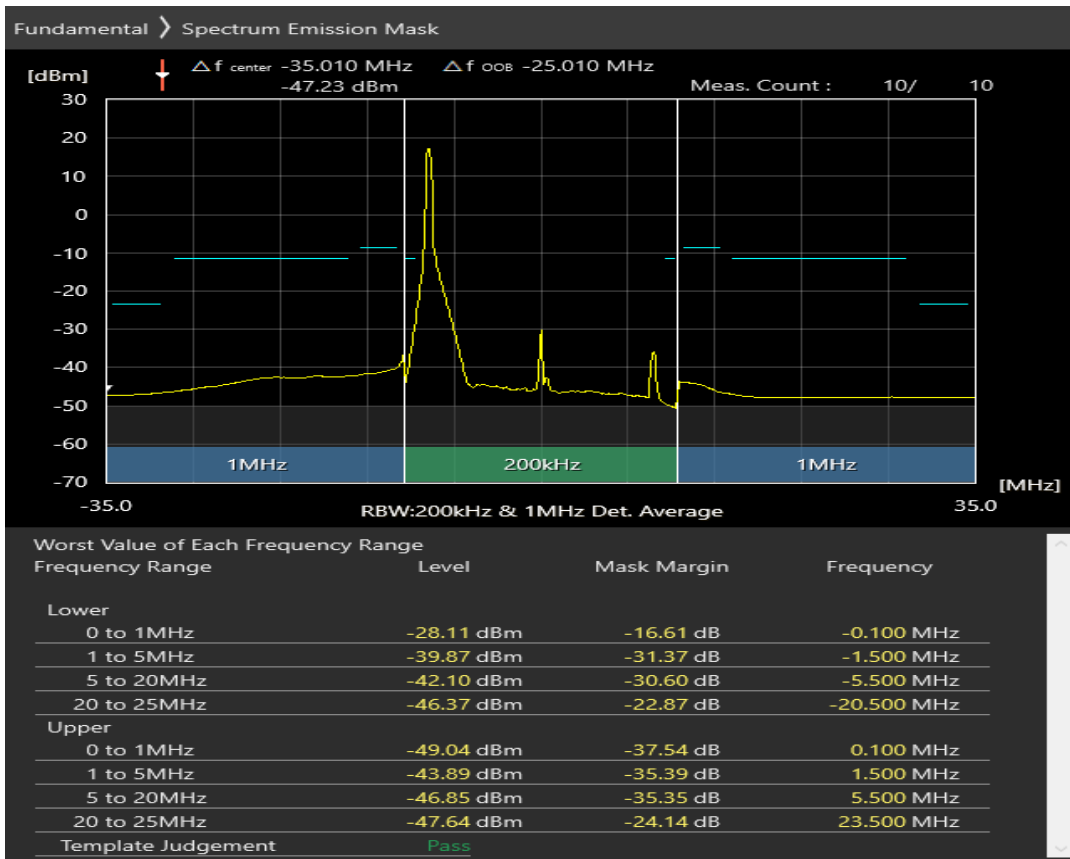 Fundamental ❯ Spectrum Emission Mask
[dBm] △f center -35.010 MHz △f OOB -25.010 MHz
-47.23 dBm Meas. Count : 10/ 10
30
20
10
0
-10
-20
-30
-40
-50
-60
1MHz 200kHz 1MHz
-70 [MHz]
-35.0 RBW:200kHz & 1MHz Det. Average 35.0
Worst Value of Each Frequency Range
Frequency Range Level Mask Margin Frequency
Lower
0 to 1MHz -28.11 dBm -16.61 dB -0.100 MHz
1 to 5MHz -39.87 dBm -31.37 dB -1.500 MHz
5 to 20MHz -42.10 dBm -30.60 dB -5.500 MHz
20 to 25MHz -46.37 dBm -22.87 dB -20.500 MHz
Upper
0 to 1MHz -49.04 dBm -37.54 dB 0.100 MHz
1 to 5MHz -43.89 dBm -35.39 dB 1.500 MHz
5 to 20MHz -46.85 dBm -35.35 dB 5.500 MHz
20 to 25MHz -47.64 dBm -24.14 dB 23.500 MHz
Template Judgement Pass